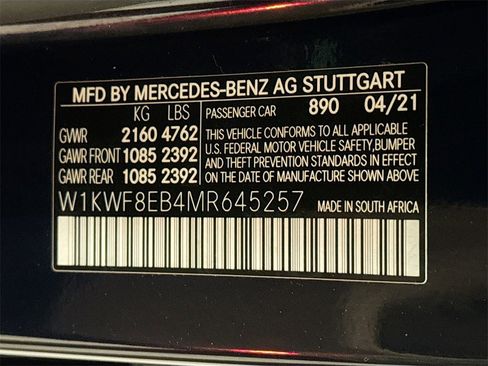 MFD BY MERCEDES-BENZ AG STUTTGART
KG LBS PASSENGER CAR 890 04/21
GVWR 2160 4762 THIS VEHICLE CONFORMS TO ALL APPLICABLE
U.S. FEDERAL MOTOR VEHICLE SAFETY,BUMPER
GAWR FRONT 1085 2392 AND THEFT PREVENTION STANDARDS IN EFFECT
GAWR REAR 1085 2392 ON THE DATE OF MANUFACTURE SHOWN ABOVE
W1KWF8EB4MR645257 MADE IN SOUTH AFRICA